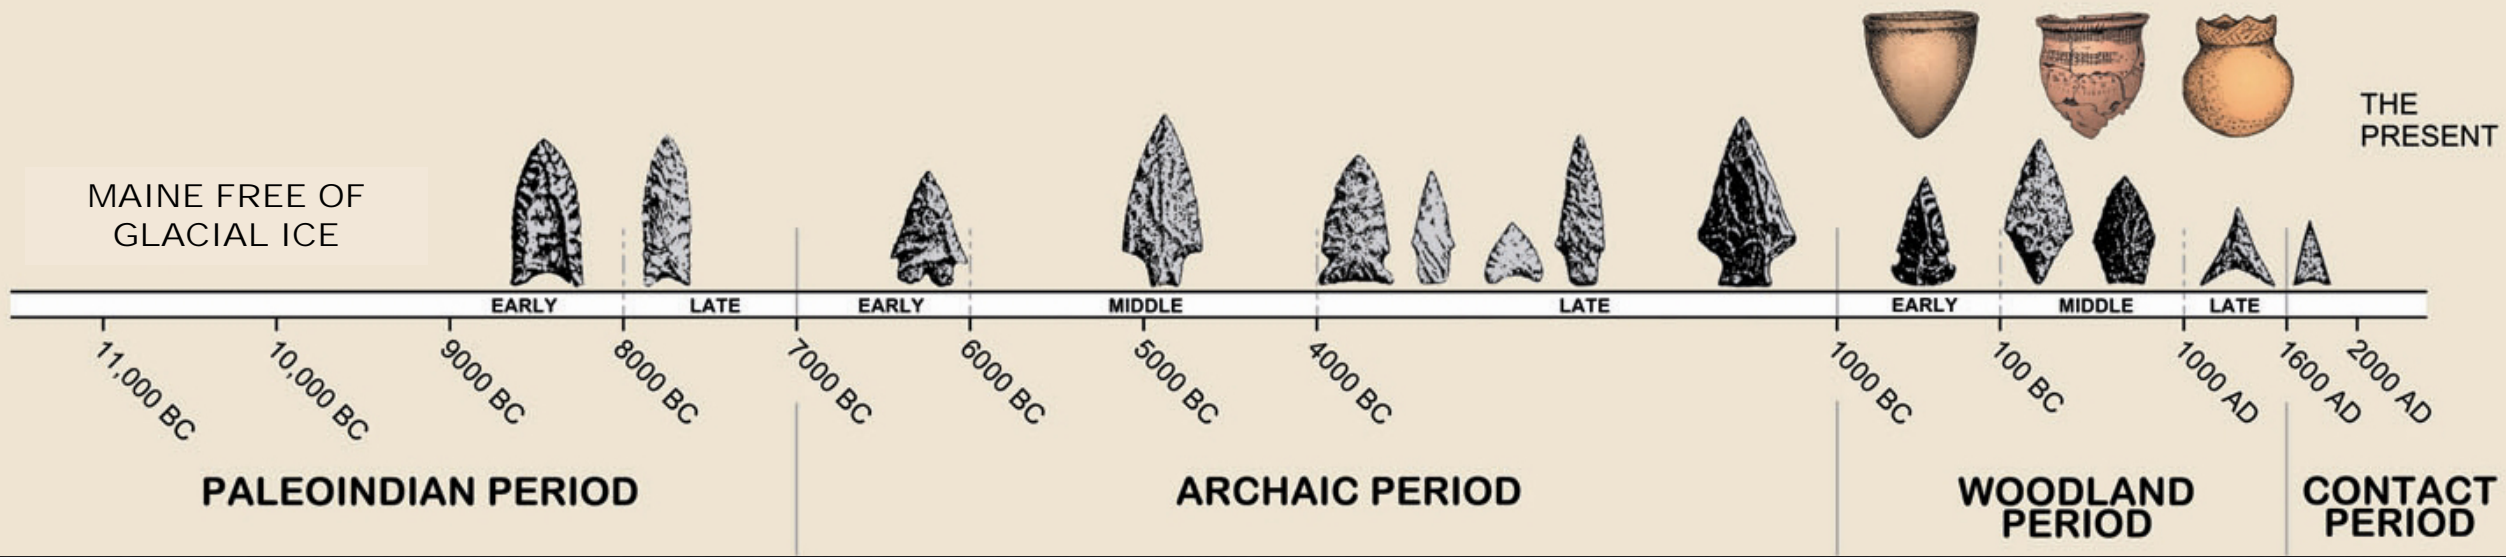 MAINE FREE OF
GLACIAL ICE
THE
PRESENT
EARLY LATE EARLY MIDDLE LATE EARLY MIDDLE LATE
11,000 BC 10,000 BC 9000 BC 8000 BC 7000 BC 6000 BC 5000 BC 4000 BC 1000 BC 100 BC 1000 AD 1600 AD 2000 AD
PALEOINDIAN PERIOD
ARCHAIC PERIOD
WOODLAND
PERIOD
CONTACT
PERIOD